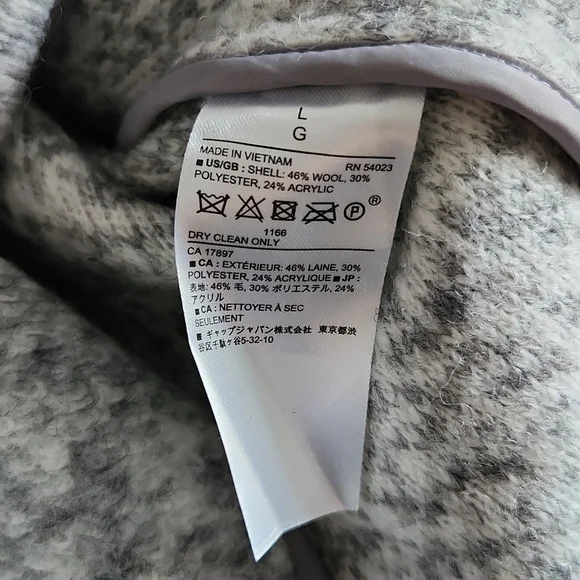 L
G
MADE IN VIETNAM RN 54023
■ US/GB : SHELL: 46% WOOL, 30%
POLYESTER, 24% ACRYLIC
P ®
1166
DRY CLEAN ONLY
CA 17897
■ CA : EXTÉRIEUR: 46% LAINE, 30%
POLYESTER, 24% ACRYLIQUE ■ JP :
表地: 46% 毛, 30% ポリエステル, 24%
アクリル
■ CA : NETTOYER À SEC
SEULEMENT
■ ギャップジャパン株式会社 東京都渋
谷区千駄ヶ谷5-32-10